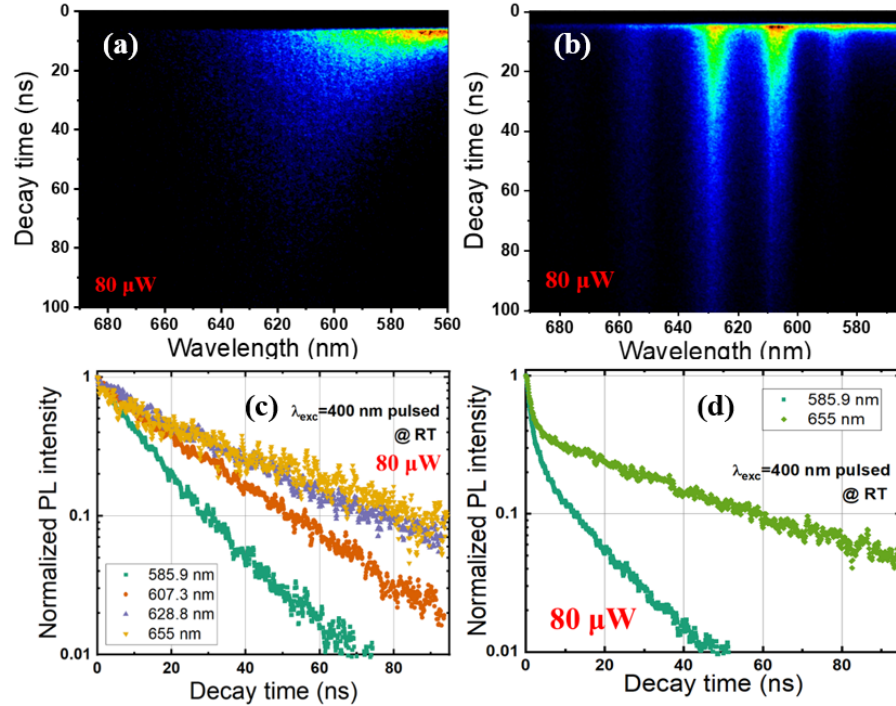 (a)
0
20
40
60
80
100
Decay time (ns)
80 µW
680 660 640 620 600 580 560
Wavelength (nm)
(b)
0
20
40
60
80
100
Decay time (ns)
80 µW
680 660 640 620 600 580
Wavelength (nm)
(c)
λexc=400 nm pulsed
@ RT
80 µW
1
0.1
0.01
Normalized PL intensity
585.9 nm
607.3 nm
628.8 nm
655 nm
0 20 40 60 80
Decay time (ns)
(d)
585.9 nm
655 nm
λexc=400 nm pulsed
@ RT
1
0.1
0.01
Normalized PL intensity
80 µW
0 20 40 60 80
Decay time (ns)